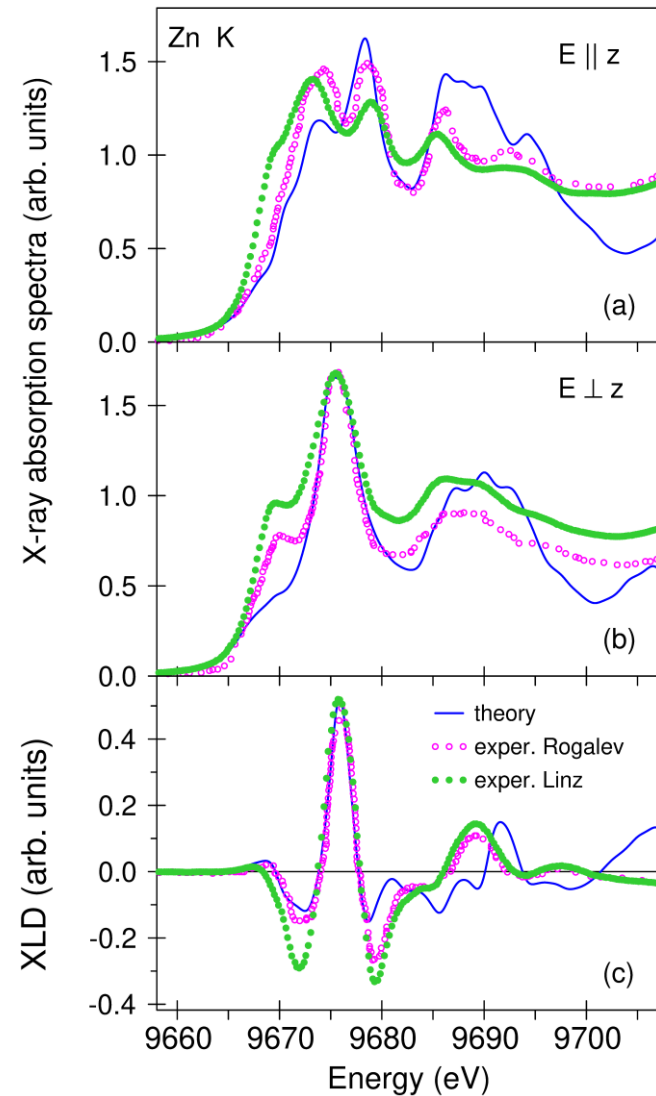 Zn K
E || z
1.5
1.0
0.5
0.0
(a)
X-ray absorption spectra (arb. units)
E ⊥ z
1.5
1.0
0.5
0.0
(b)
theory
exper. Rogalev
exper. Linz
0.4
0.2
0.0
-0.2
-0.4
(c)
XLD (arb. units)
9660 9670 9680 9690 9700
Energy (eV)